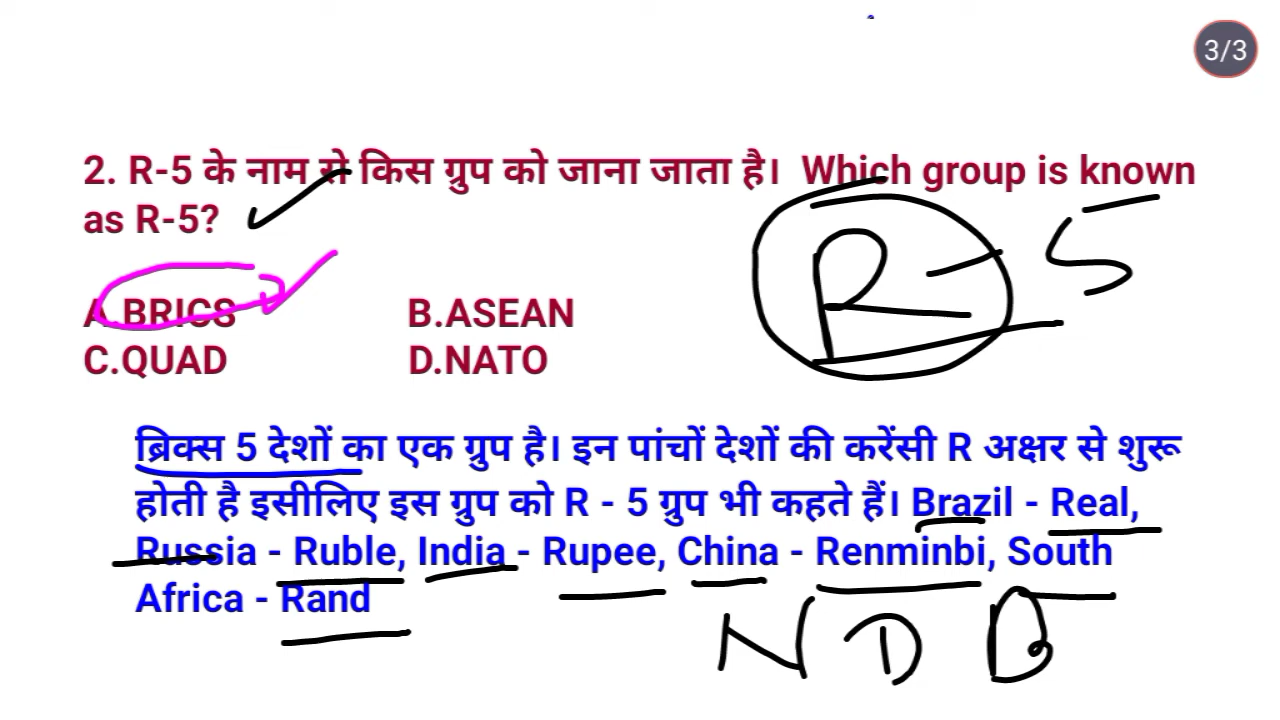 3/3
2. R-5 के नाम से किस ग्रुप को जाना जाता है। Which group is known
as R-5?
R-5
A.BRICS B.ASEAN
C.QUAD D.NATO
ब्रिक्स 5 देशों का एक ग्रुप है। इन पांचों देशों की करेंसी R अक्षर से शुरू
होती है इसीलिए इस ग्रुप को R - 5 ग्रुप भी कहते हैं। Brazil - Real,
Russia - Ruble, India - Rupee, China - Renminbi, South
Africa - Rand
NDB